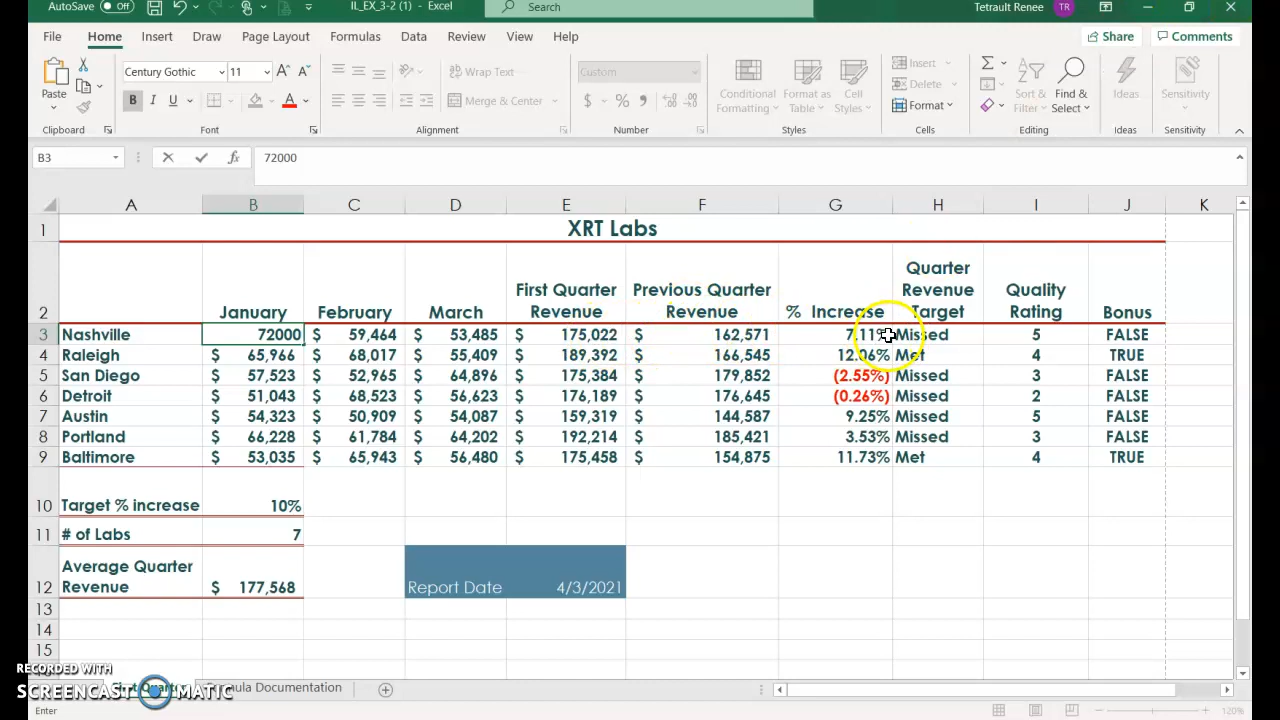 AutoSave Off IL_EX_3-2 (1) - Excel Search Tetrault Renee TR
File Home Insert Draw Page Layout Formulas Data Review View Help Share Comments
Century Gothic 11 Wrap Text Custom Insert
Paste B I U Merge & Center $ % Conditional Formatting Format as Table Cell Styles Delete Format Sort & Filter Find & Select Ideas Sensitivity
Clipboard Font Alignment Number Styles Cells Editing Ideas Sensitivity
B3 fx 72000
A B C D E F G H I J K
1 XRT Labs
2 January February March First Quarter Revenue Previous Quarter Revenue % Increase Quarter Revenue Target Quality Rating Bonus
3 Nashville 72000 $ 59,464 $ 53,485 $ 175,022 $ 162,571 7.11% Missed 5 FALSE
4 Raleigh $ 65,966 $ 68,017 $ 55,409 $ 189,392 $ 166,545 12.06% Met 4 TRUE
5 San Diego $ 57,523 $ 52,965 $ 64,896 $ 175,384 $ 179,852 (2.55%) Missed 3 FALSE
6 Detroit $ 51,043 $ 68,523 $ 56,623 $ 176,189 $ 176,645 (0.26%) Missed 2 FALSE
7 Austin $ 54,323 $ 50,909 $ 54,087 $ 159,319 $ 144,587 9.25% Missed 5 FALSE
8 Portland $ 66,228 $ 61,784 $ 64,202 $ 192,214 $ 185,421 3.53% Missed 3 FALSE
9 Baltimore $ 53,035 $ 65,943 $ 56,480 $ 175,458 $ 154,875 11.73% Met 4 TRUE
10 Target % increase 10%
11 # of Labs 7
12 Average Quarter Revenue $ 177,568 Report Date 4/3/2021
13
14
15
RECORDED WITH
SCREENCAST MATIC
Formula Documentation
Enter 120%